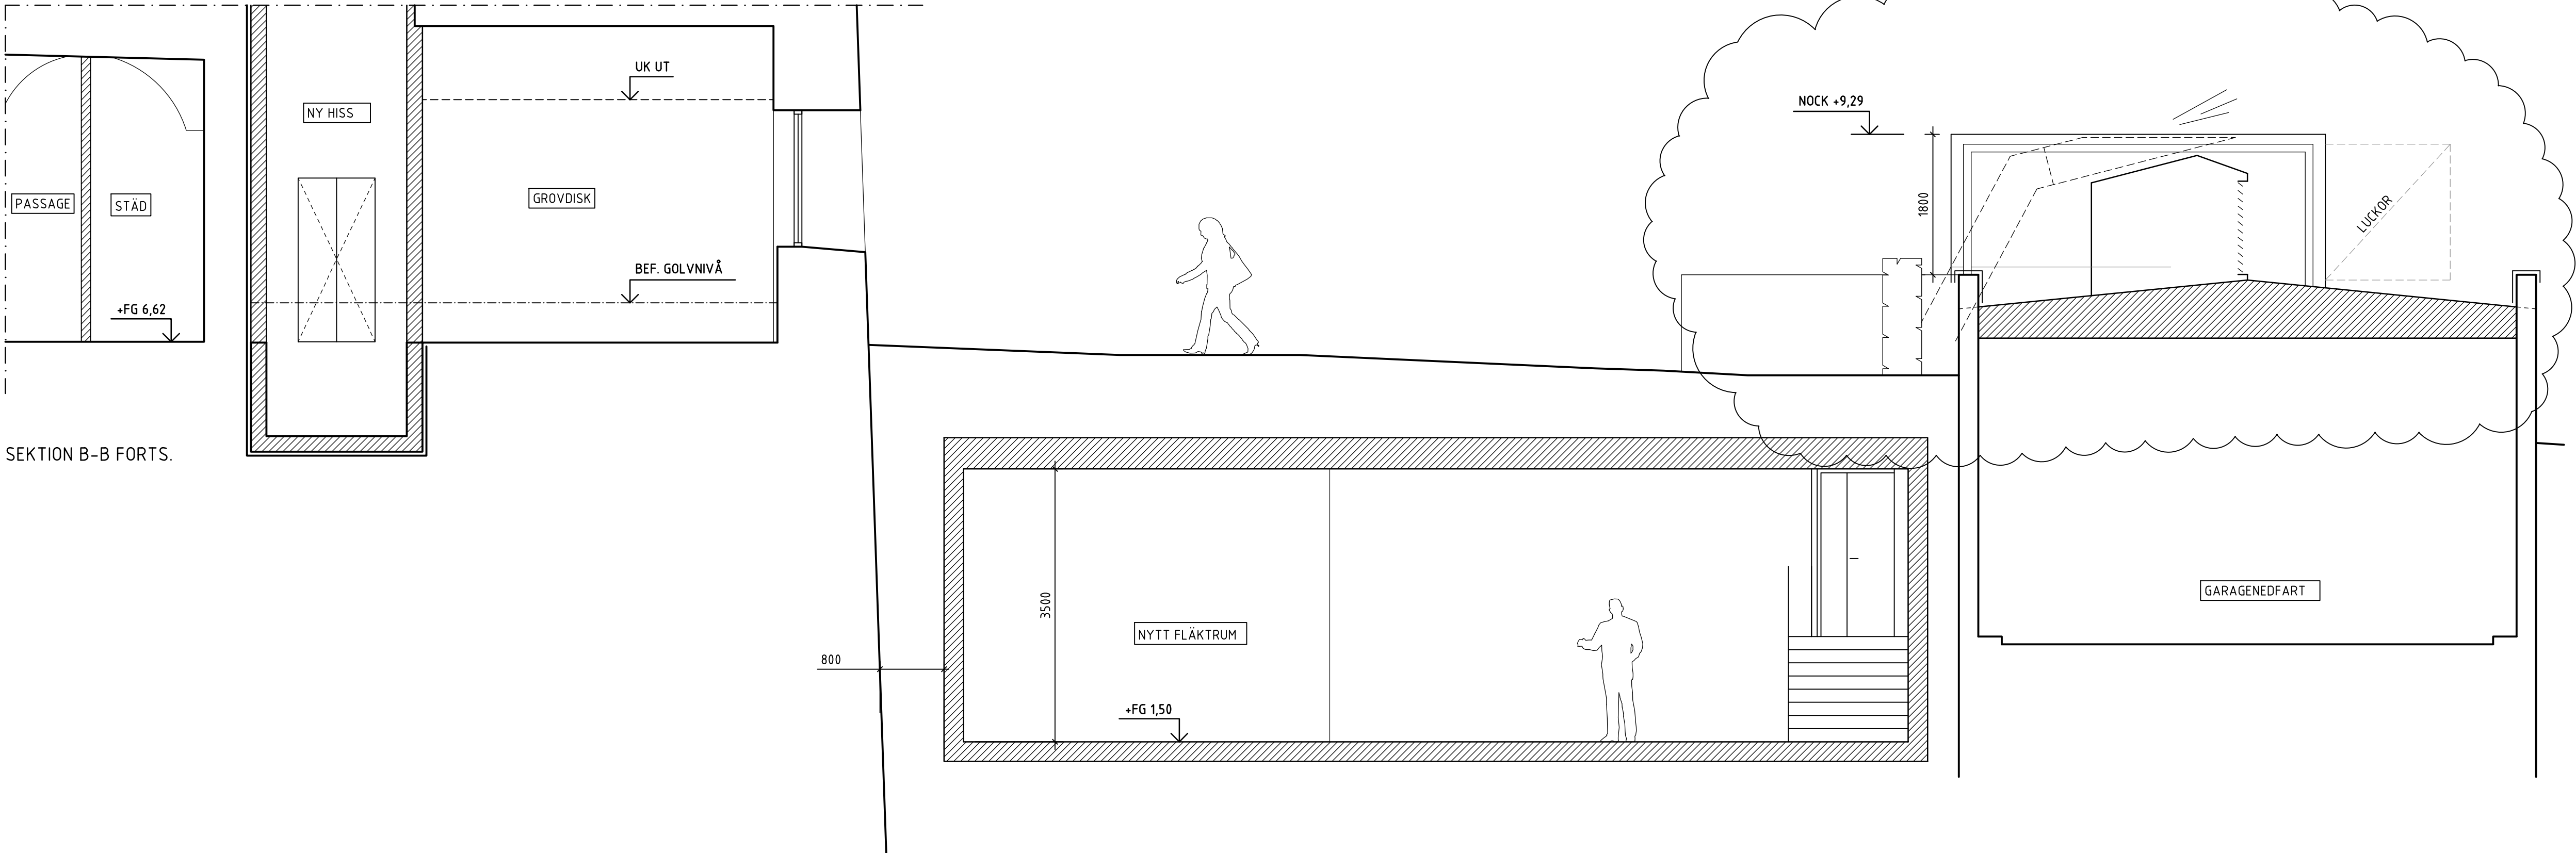 UK UT
NOCK +9,29
NY HISS
PASSAGE
STÄD
GROVDISK
1800
LUCKOR
BEF. GOLVNIVÅ
+FG 6,62
SEKTION B-B FORTS.
3500
GARAGENEDFART
NYTT FLÄKTRUM
800
+FG 1,50